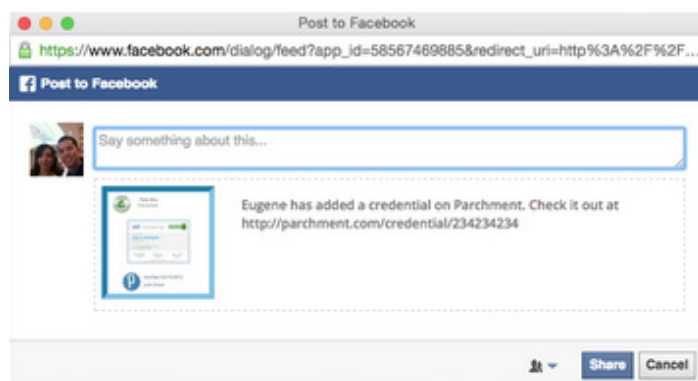 Post to Facebook
https://www.facebook.com/dialog/feed?app_id=58567469885&redirect_uri=http%3A%2F%2F...
Post to Facebook
Say something about this...
Eugene has added a credential on Parchment. Check it out at
http://parchment.com/credential/234234234
Share Cancel